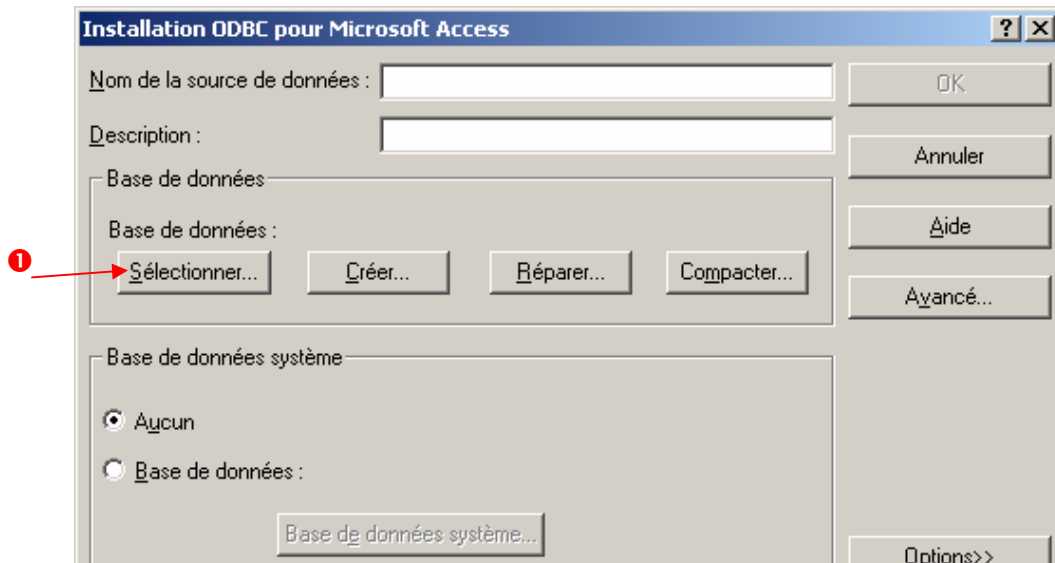 Installation ODBC pour Microsoft Access
Nom de la source de données :
OK
Description :
Annuler
Base de données
Base de données :
Aide
❶
Sélectionner... Créer... Réparer... Compacter...
Avancé...
Base de données système
Aucun
Base de données :
Base de données système...
Options>>